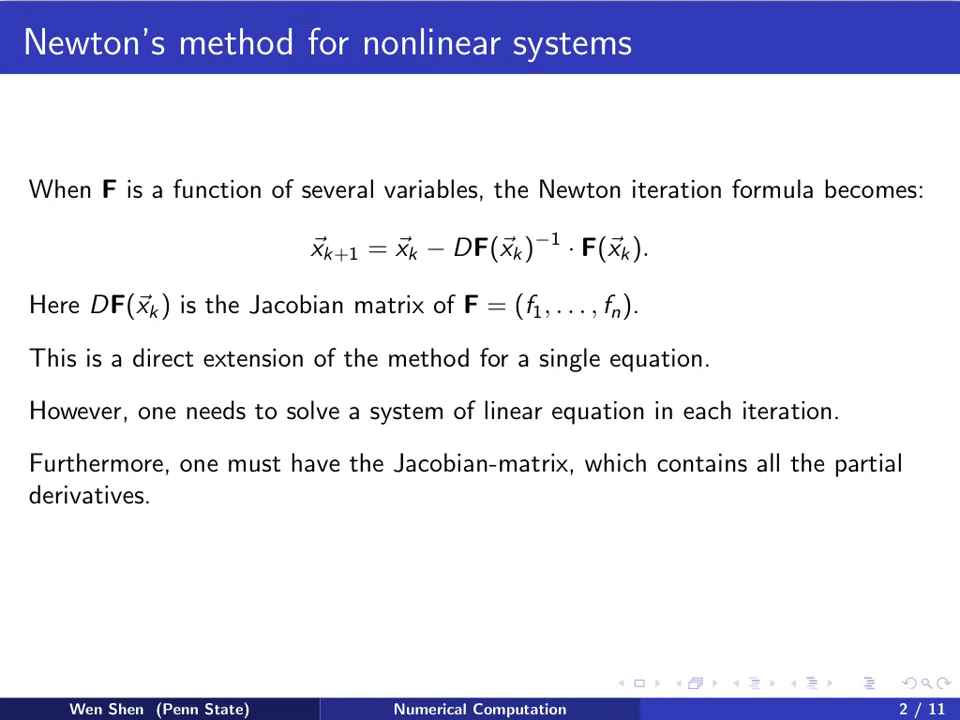 Newton's method for nonlinear systems
When F is a function of several variables, the Newton iteration formula becomes:
x⃗ₖ₊₁ = x⃗ₖ − DF(x⃗ₖ)⁻¹ · F(x⃗ₖ).
Here DF(x⃗ₖ) is the Jacobian matrix of F = (f₁, . . . , fₙ).
This is a direct extension of the method for a single equation.
However, one needs to solve a system of linear equation in each iteration.
Furthermore, one must have the Jacobian-matrix, which contains all the partial
derivatives.
Wen Shen (Penn State) Numerical Computation 2 / 11